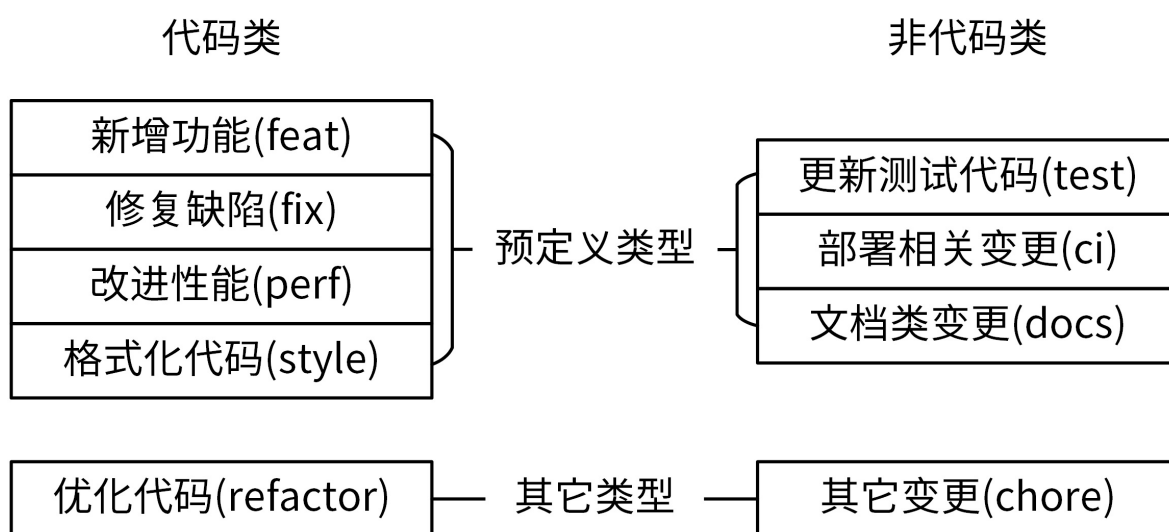 代码类
非代码类
新增功能(feat)
修复缺陷(fix)
改进性能(perf)
格式化代码(style)
预定义类型
更新测试代码(test)
部署相关变更(ci)
文档类变更(docs)
优化代码(refactor)
其它类型
其它变更(chore)